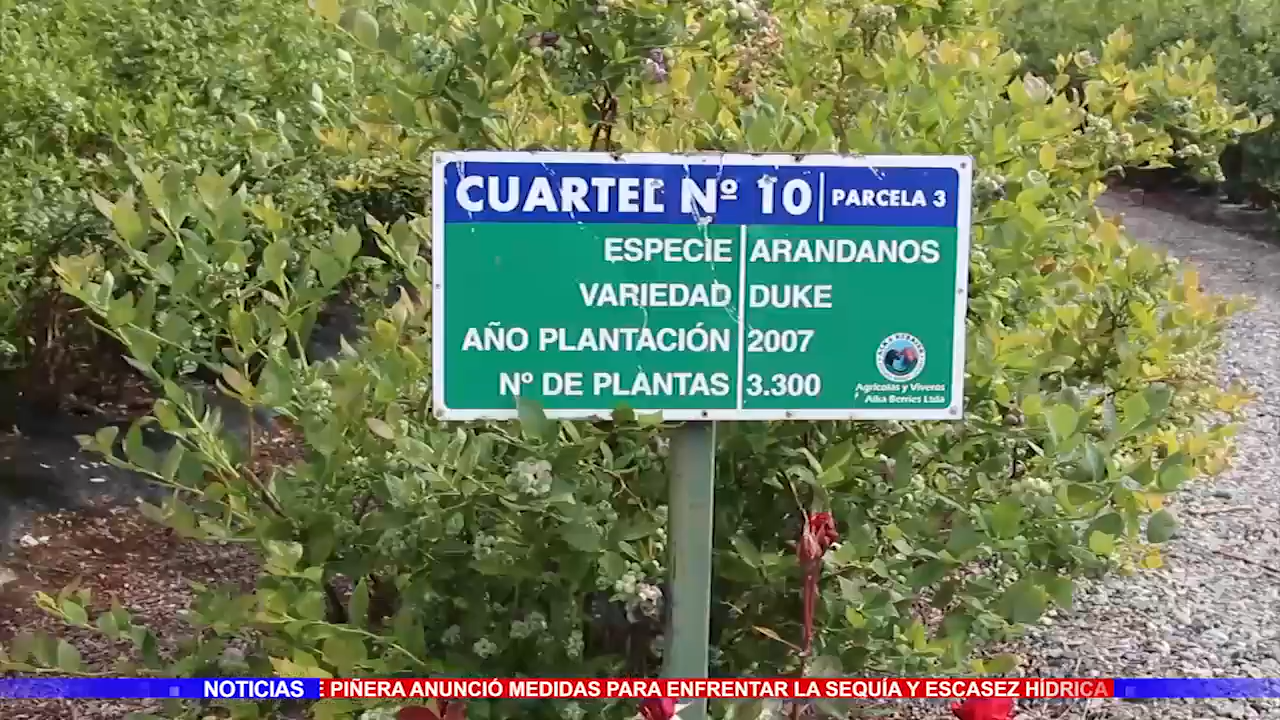 CUARTEL Nº 10 PARCELA 3
ESPECIE ARANDANOS
VARIEDAD DUKE
AÑO PLANTACIÓN 2007
Nº DE PLANTAS 3.300
Agrícolas y Viveros
Alka Berries Ltda
NOTICIAS E PIÑERA ANUNCIÓ MEDIDAS PARA ENFRENTAR LA SEQUÍA Y ESCASEZ HÍDRICA